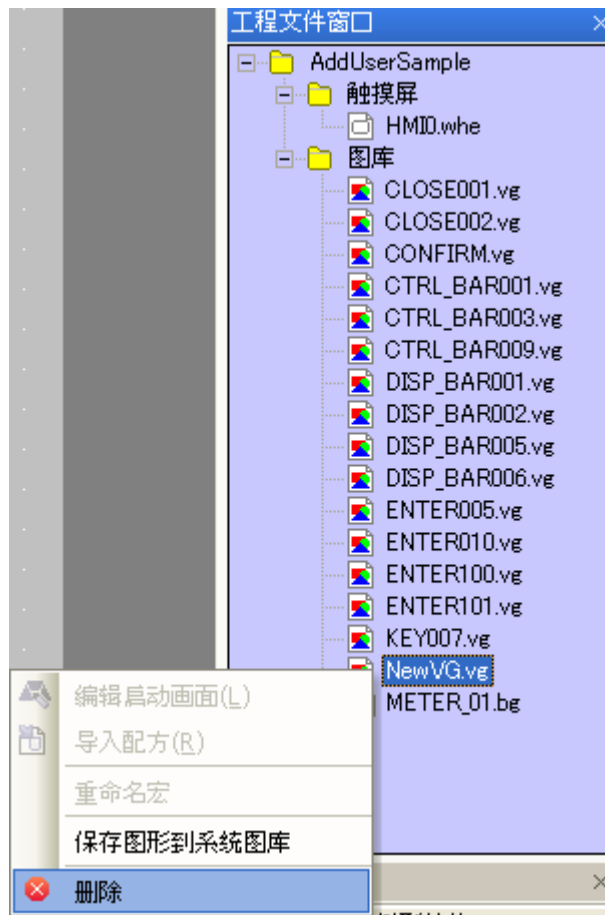 工程文件窗口
AddUserSample
触摸屏
HMI0.whe
图库
CLOSE001.vg
CLOSE002.vg
CONFIRM.vg
CTRL_BAR001.vg
CTRL_BAR003.vg
CTRL_BAR009.vg
DISP_BAR001.vg
DISP_BAR002.vg
DISP_BAR005.vg
DISP_BAR006.vg
ENTER005.vg
ENTER010.vg
ENTER100.vg
ENTER101.vg
KEY007.vg
NewVG.vg
METER_01.bg
编辑启动画面(L)
导入配方(R)
重命名宏
保存图形到系统图库
删除